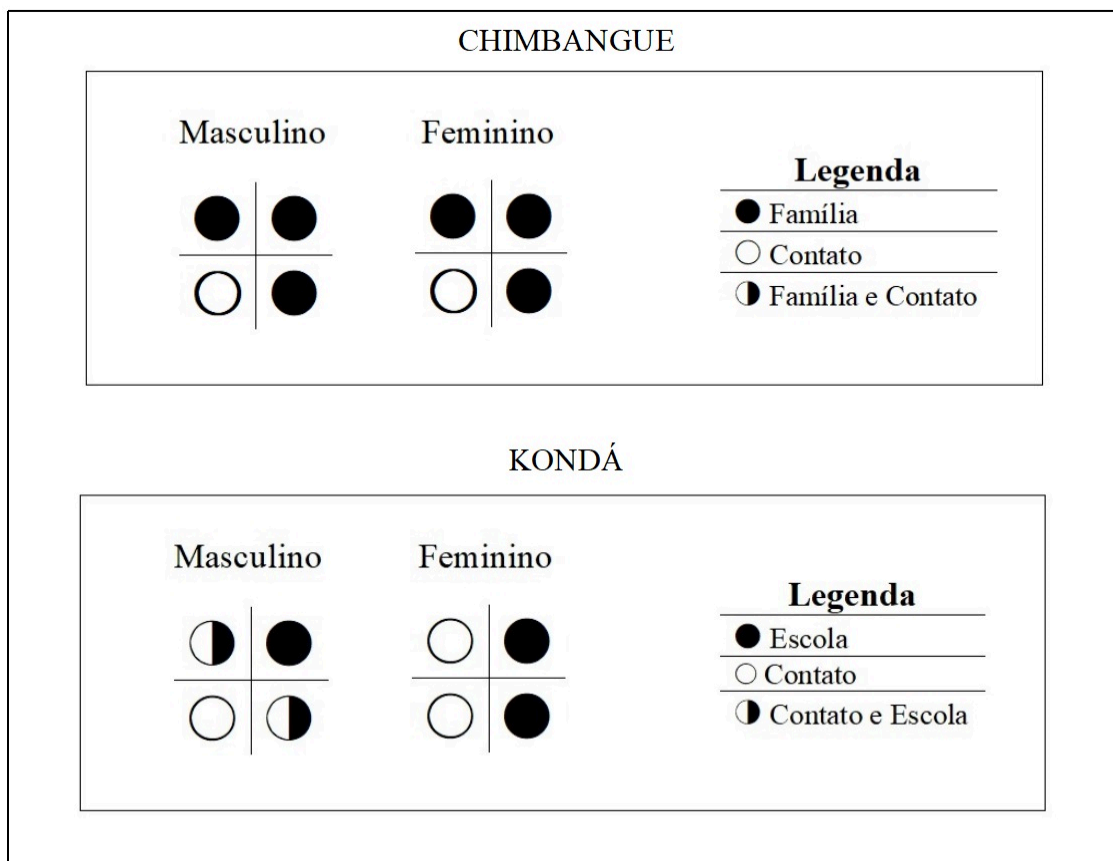 CHIMBANGUE
Masculino
Feminino
Legenda
Família
Contato
Família e Contato
KONDÁ
Masculino
Feminino
Legenda
Escola
Contato
Contato e Escola